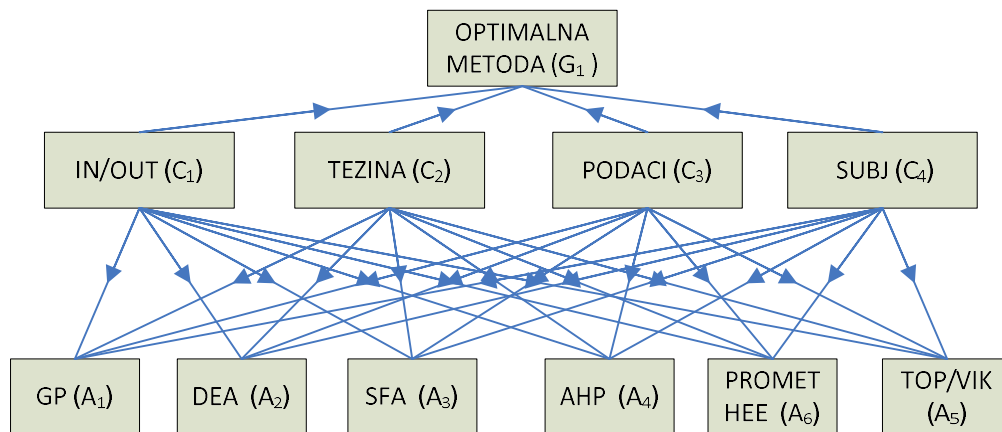 OPTIMALNA
METODA (G₁ )
IN/OUT (C₁)
TEZINA (C₂)
PODACI (C₃)
SUBJ (C₄)
GP (A₁)
DEA (A₂)
SFA (A₃)
AHP (A₄)
PROMET
HEE (A₆)
TOP/VIK
(A₅)